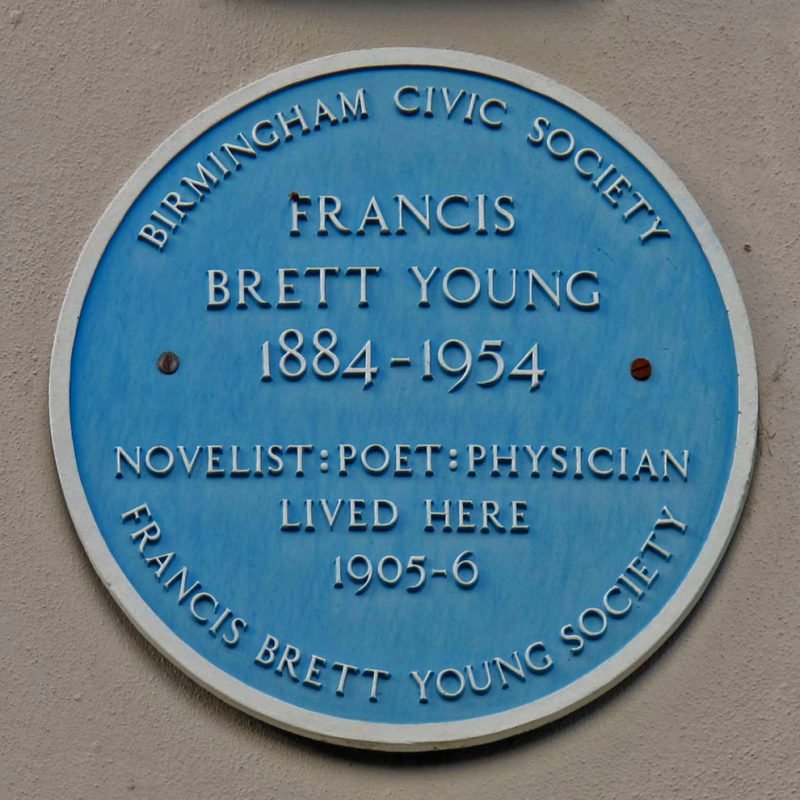 BIRMINGHAM CIVIC SOCIETY
FRANCIS
BRETT YOUNG
1884-1954
NOVELIST:POET:PHYSICIAN
LIVED HERE
1905-6
FRANCIS BRETT YOUNG SOCIETY